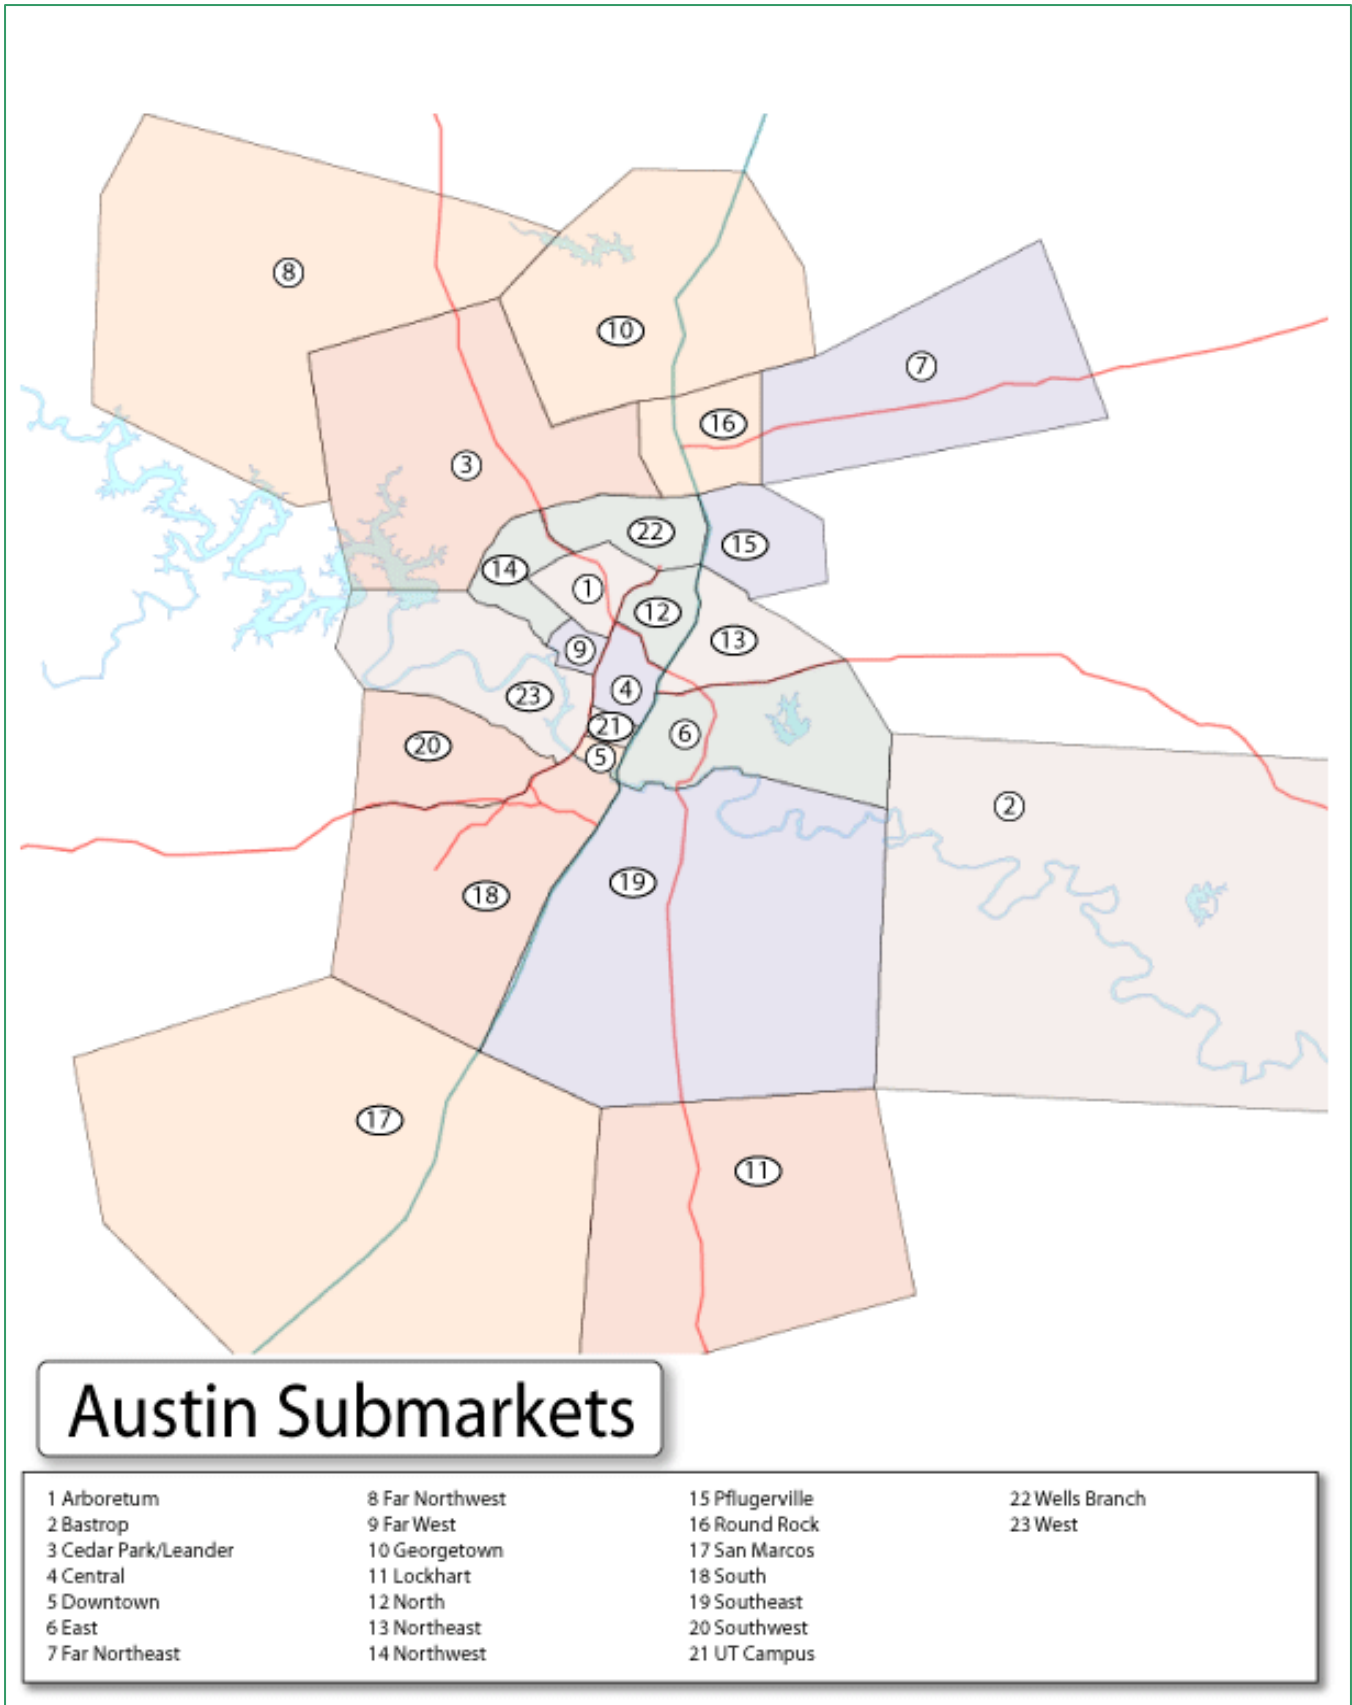 8
10
7
16
3
22
15
14
1
12
13
9
4
23
21
6
20
5
2
19
18
17
11
Austin Submarkets
1 Arboretum
2 Bastrop
3 Cedar Park/Leander
4 Central
5 Downtown
6 East
7 Far Northeast
8 Far Northwest
9 Far West
10 Georgetown
11 Lockhart
12 North
13 Northeast
14 Northwest
15 Pflugerville
16 Round Rock
17 San Marcos
18 South
19 Southeast
20 Southwest
21 UT Campus
22 Wells Branch
23 West